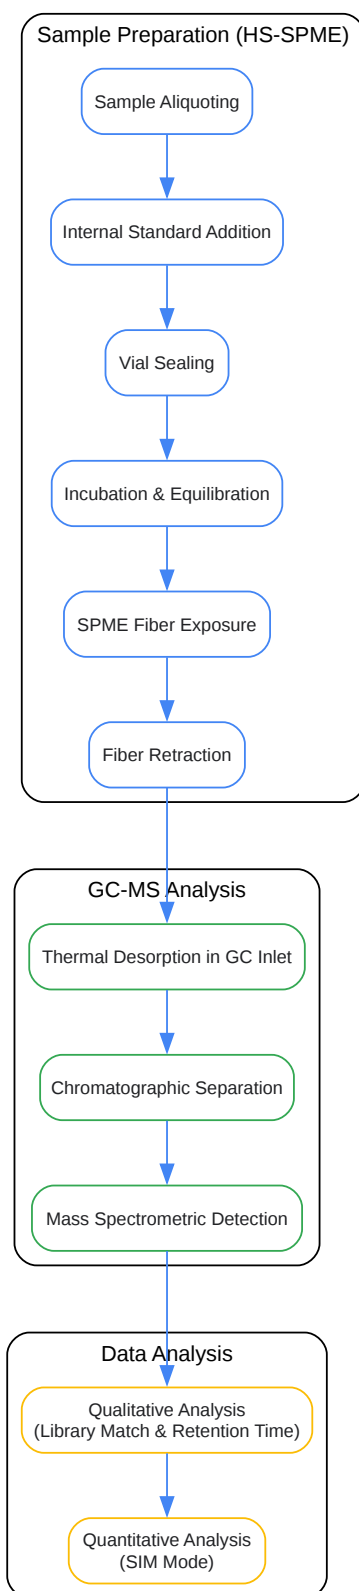 Sample Preparation (HS-SPME)
Sample Aliquoting
Internal Standard Addition
Vial Sealing
Incubation & Equilibration
SPME Fiber Exposure
Fiber Retraction
GC-MS Analysis
Thermal Desorption in GC Inlet
Chromatographic Separation
Mass Spectrometric Detection
Data Analysis
Qualitative Analysis
(Library Match & Retention Time)
Quantitative Analysis
(SIM Mode)